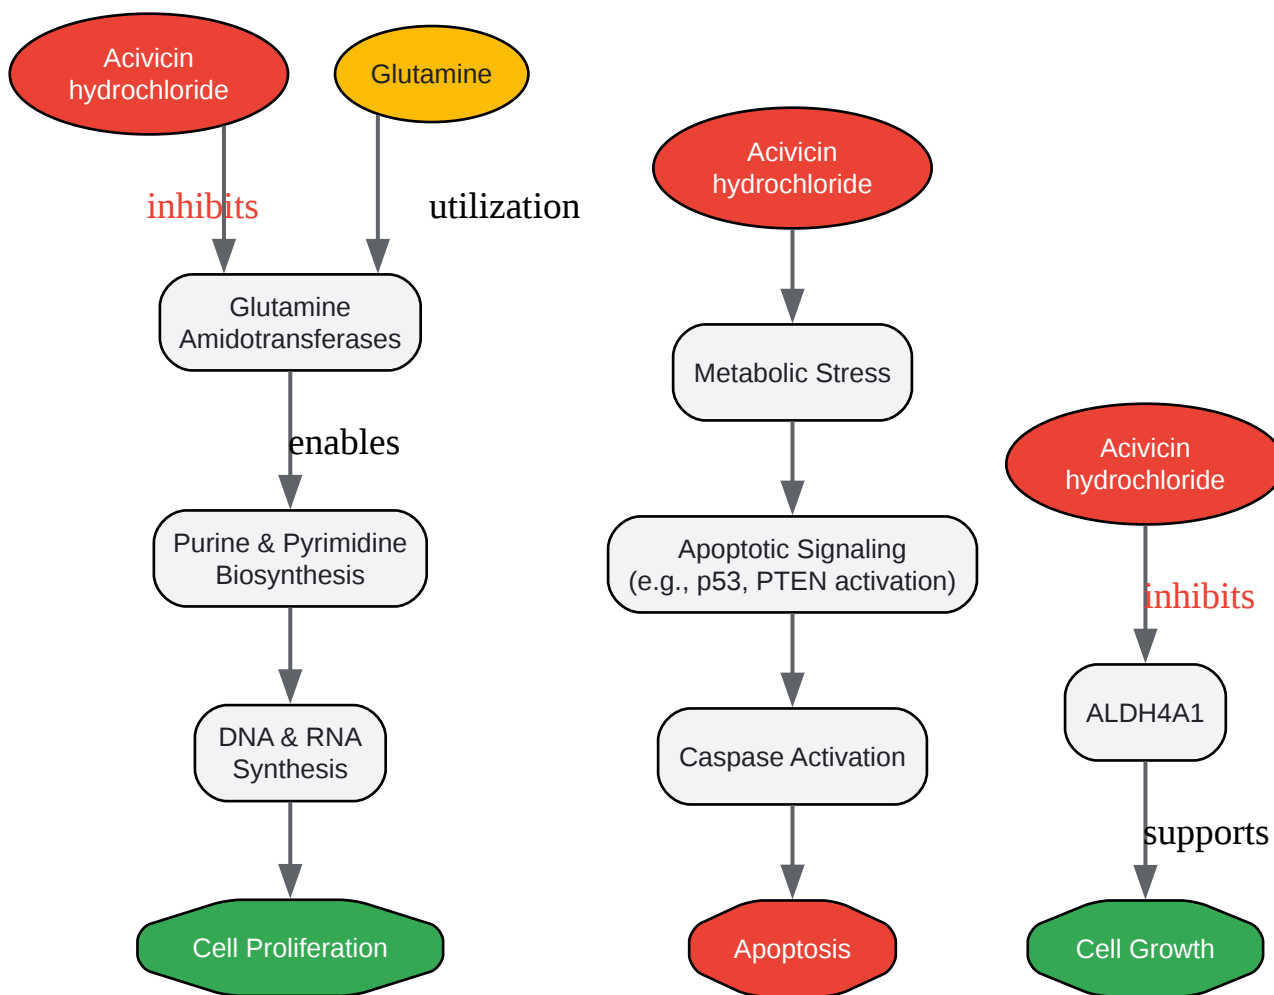 Acivicin
hydrochloride
Glutamine
inhibits
utilization
Glutamine
Amidotransferases
enables
Purine & Pyrimidine
Biosynthesis
DNA & RNA
Synthesis
Cell Proliferation
Acivicin
hydrochloride
Metabolic Stress
Apoptotic Signaling
(e.g., p53, PTEN activation)
Caspase Activation
Apoptosis
Acivicin
hydrochloride
inhibits
ALDH4A1
supports
Cell Growth